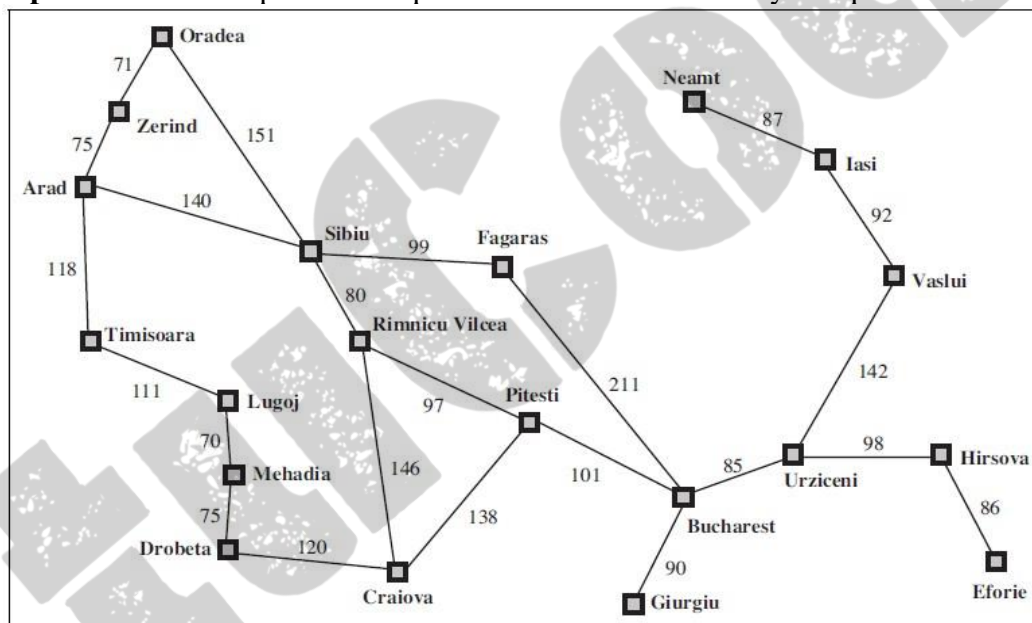 Oradea
71
Neamt
Zerind
87
75
151
Iasi
Arad
140
92
Sibiu
99
Fagaras
118
80
Vaslui
Timisoara
Rimnicu Vilcea
142
111
211
Lugoj
97
Pitesti
70
98
Hirsova
146
85
Mehadia
101
Urziceni
86
75
138
Bucharest
Drobeta
120
90
Craiova
Giurgiu
Eforie